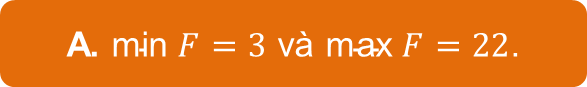 A. min F = 3 và max F = 22.